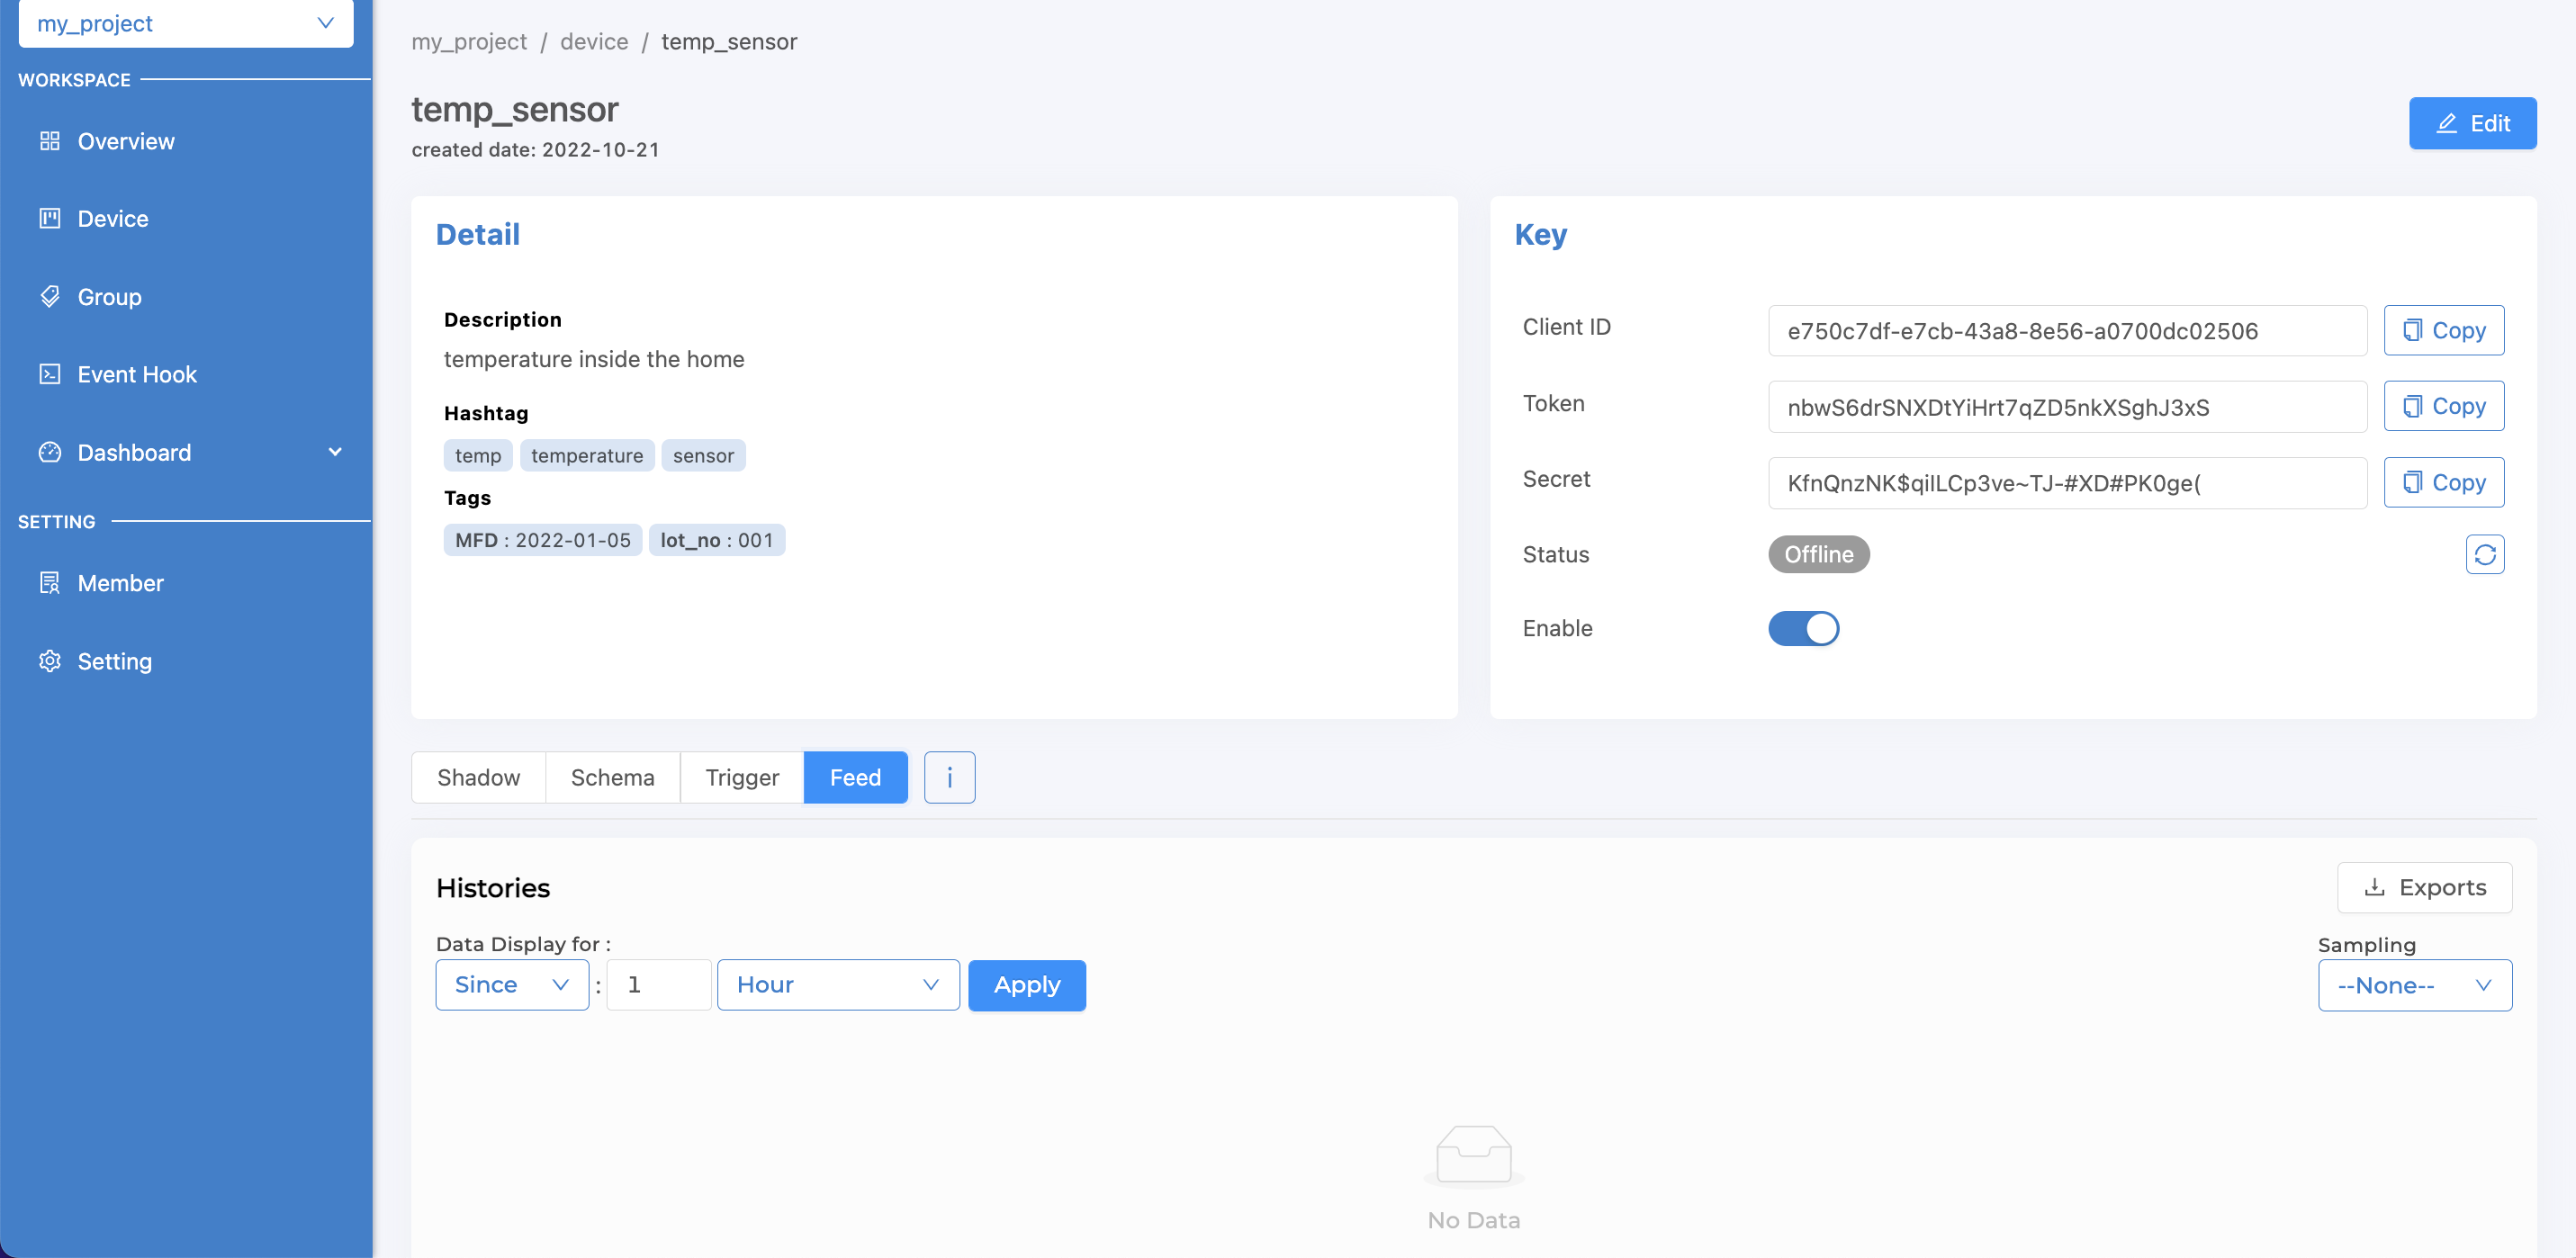 my_project
WORKSPACE
Overview
Device
Group
Event Hook
Dashboard
SETTING
Member
Setting
my_project / device / temp_sensor
temp_sensor
created date: 2022-10-21
Edit
Detail
Description
temperature inside the home
Hashtag
temp temperature sensor
Tags
MFD : 2022-01-05 lot_no : 001
Key
Client ID e750c7df-e7cb-43a8-8e56-a0700dc02506 Copy
Token nbwS6drSNXDtYiHrt7qZD5nkXSghJ3xS Copy
Secret KfnQnzNK$qiILCp3ve~TJ-#XD#PK0ge( Copy
Status Offline
Enable
Shadow Schema Trigger Feed i
Histories
Exports
Data Display for :
Since : 1 Hour Apply
Sampling
--None--
No Data